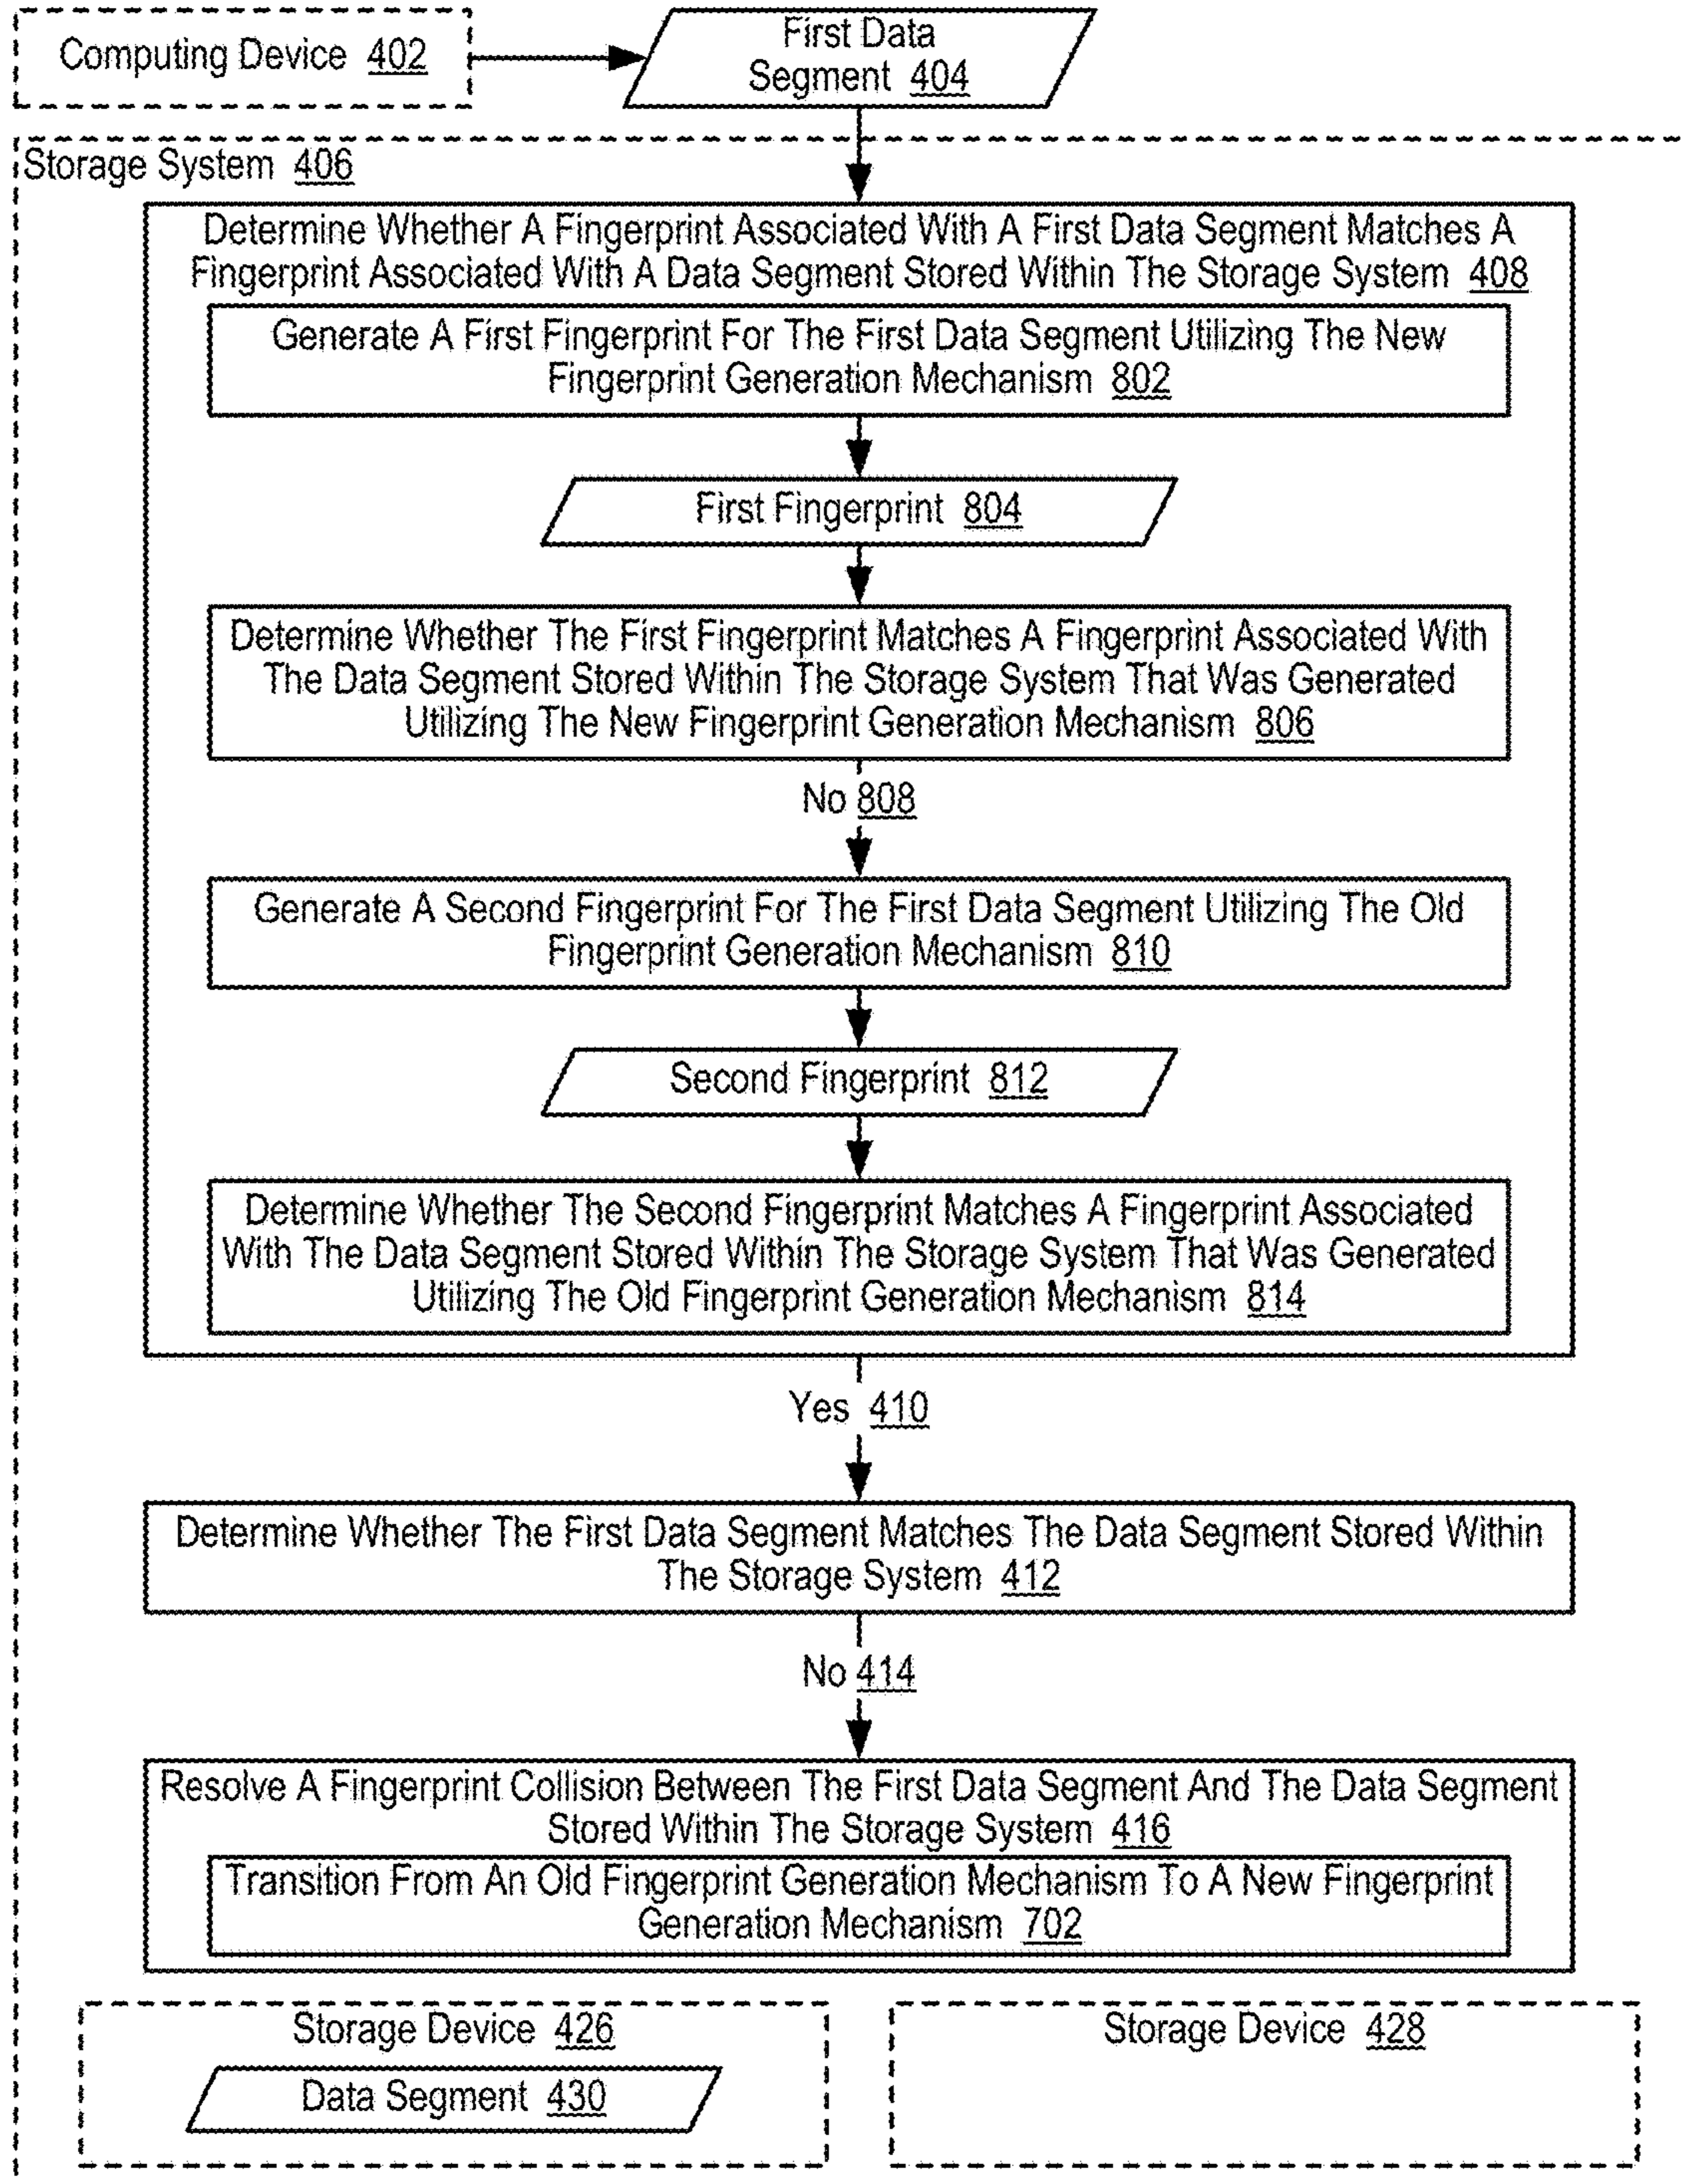 Computing Device 402
First Data
Segment 404
Storage System 406
Determine Whether A Fingerprint Associated With A First Data Segment Matches A
Fingerprint Associated With A Data Segment Stored Within The Storage System 408
Generate A First Fingerprint For The First Data Segment Utilizing The New
Fingerprint Generation Mechanism 802
First Fingerprint 804
Determine Whether The First Fingerprint Matches A Fingerprint Associated With
The Data Segment Stored Within The Storage System That Was Generated
Utilizing The New Fingerprint Generation Mechanism 806
No 808
Generate A Second Fingerprint For The First Data Segment Utilizing The Old
Fingerprint Generation Mechanism 810
Second Fingerprint 812
Determine Whether The Second Fingerprint Matches A Fingerprint Associated
With The Data Segment Stored Within The Storage System That Was Generated
Utilizing The Old Fingerprint Generation Mechanism 814
Yes 410
Determine Whether The First Data Segment Matches The Data Segment Stored Within
The Storage System 412
No 414
Resolve A Fingerprint Collision Between The First Data Segment And The Data Segment
Stored Within The Storage System 416
Transition From An Old Fingerprint Generation Mechanism To A New Fingerprint
Generation Mechanism 702
Storage Device 426
Data Segment 430
Storage Device 428